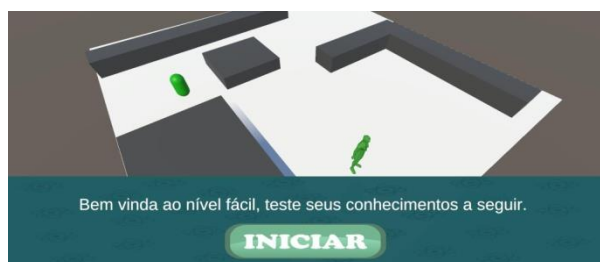 Bem vinda ao nível fácil, teste seus conhecimentos a seguir.
INICIAR